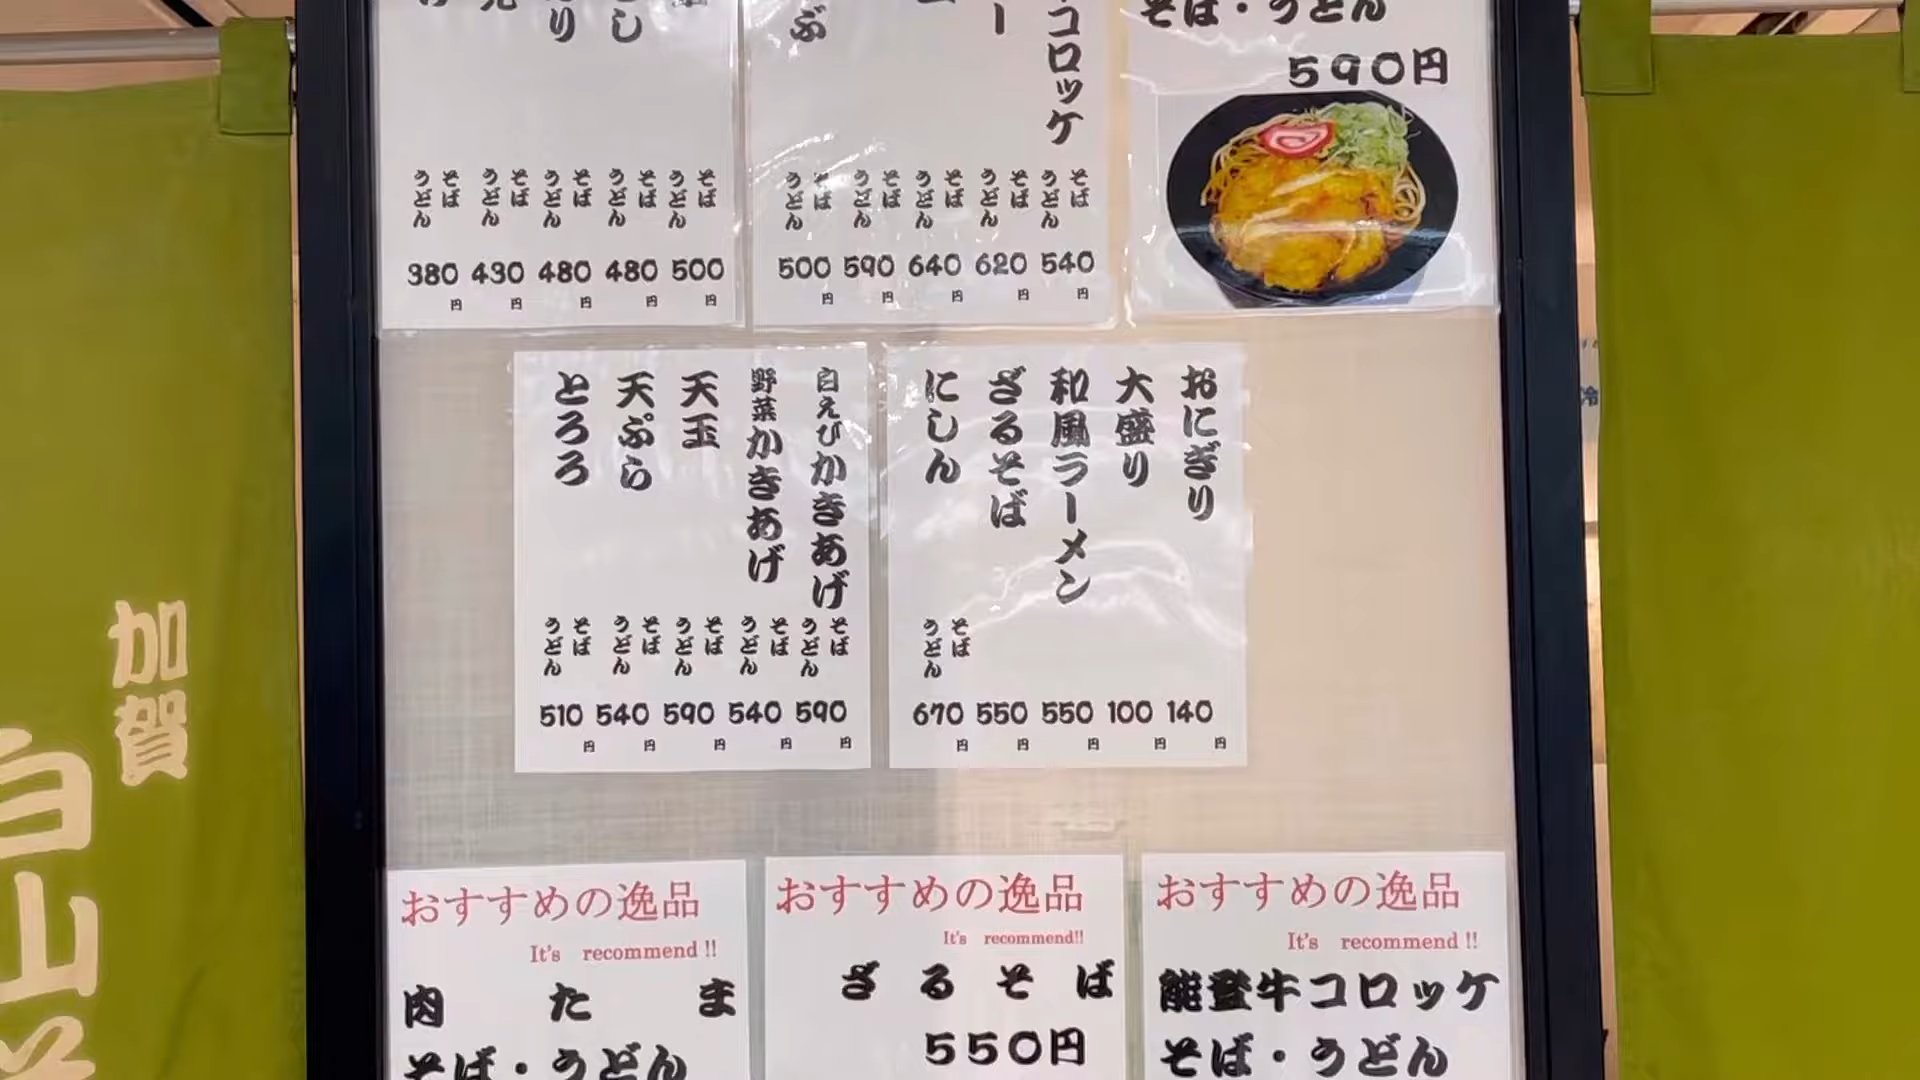 コロッケ
そば・うどん
590円
そば
うどん
そば
うどん
そば
うどん
そば
うどん
そば
うどん
380円
430円
480円
480円
500円
そば
うどん
そば
うどん
そば
うどん
そば
うどん
そば
うどん
500円
590円
640円
620円
540円
白えびかきあげ
そば
うどん
590円
野菜かきあげ
そば
うどん
540円
天玉
そば
うどん
590円
天ぷら
そば
うどん
540円
とろろ
そば
うどん
510円
おにぎり
140円
大盛り
100円
和風ラーメン
550円
ざるそば
550円
にしん
そば
うどん
670円
おすすめの逸品
It's recommend !!
肉たま
そば・うどん
おすすめの逸品
It's recommend!!
ざるそば
550円
おすすめの逸品
It's recommend !!
能登牛コロッケ
そば・うどん
加賀
白山